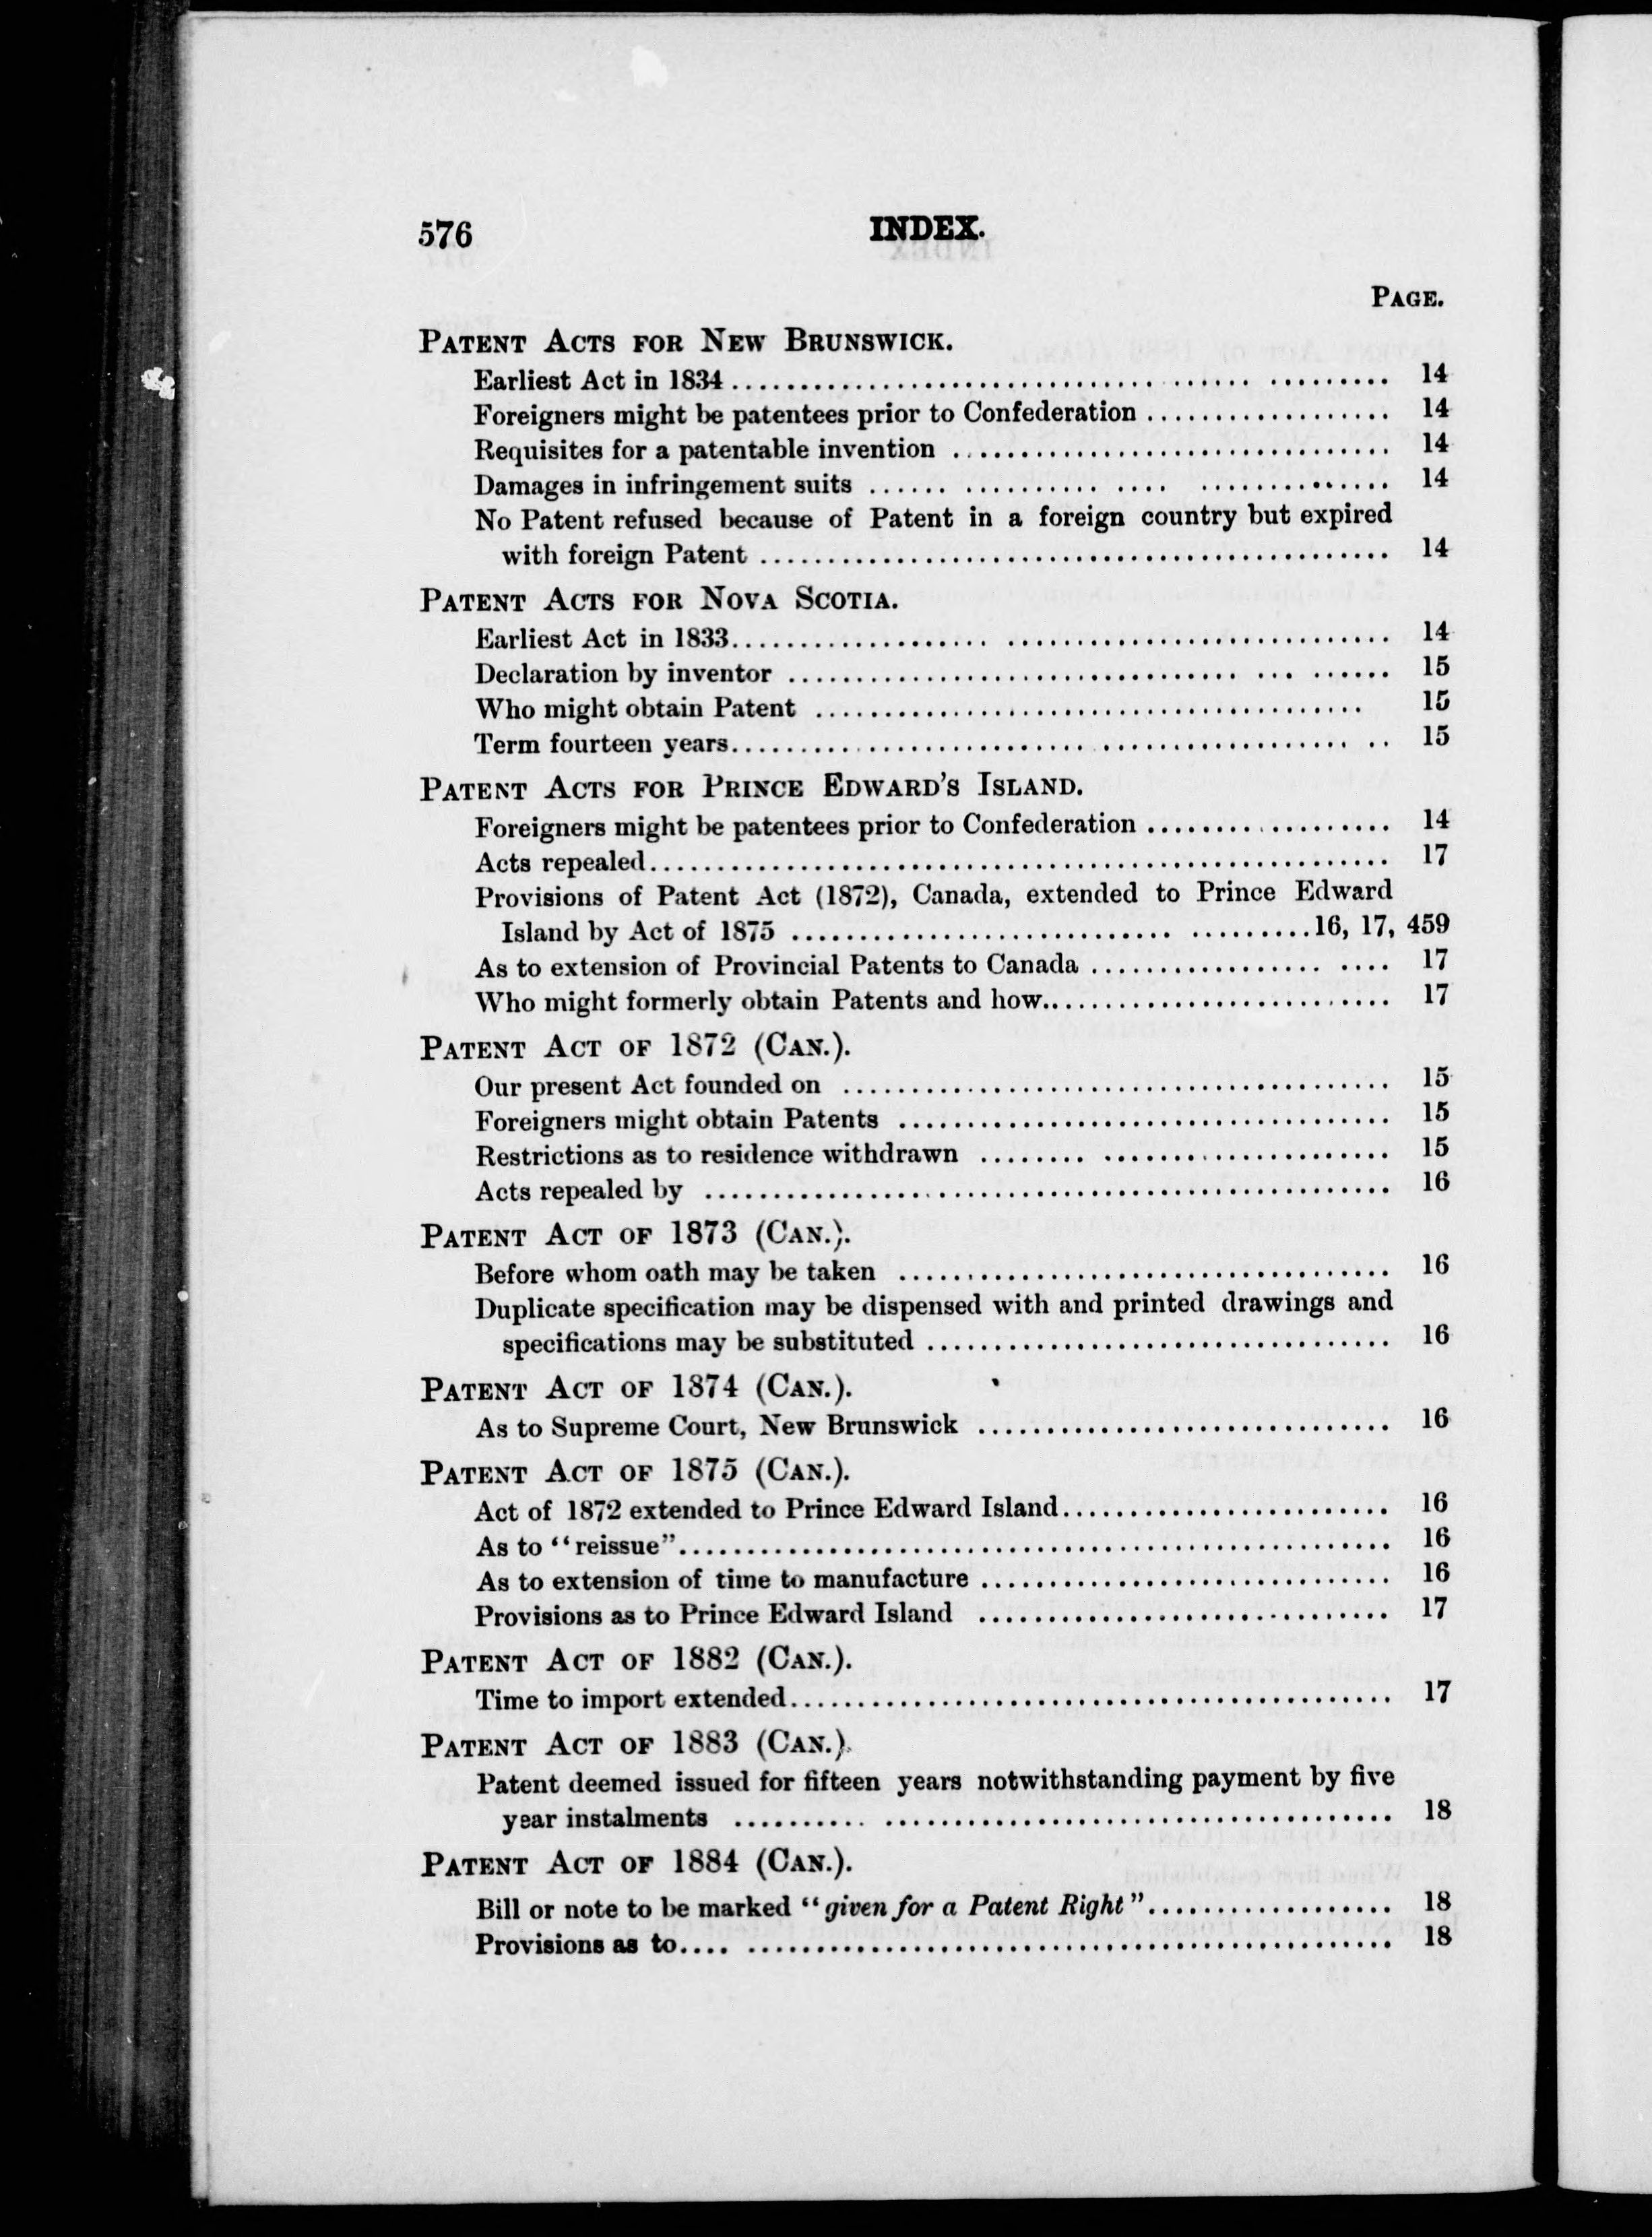 576 INDEX.
PAGE.
PATENT ACTS FOR NEW BRUNSWICK.
Earliest Act in 1834 ........................................ 14
Foreigners might be patentees prior to Confederation .................. 14
Requisites for a patentable invention ................................ 14
Damages in infringement suits ...................................... 14
No Patent refused because of Patent in a foreign country but expired
with foreign Patent .............................................. 14
PATENT ACTS FOR NOVA SCOTIA.
Earliest Act in 1833.............................................. 14
Declaration by inventor .......................................... 15
Who might obtain Patent ......................................... 15
Term fourteen years.............................................. 15
PATENT ACTS FOR PRINCE EDWARD'S ISLAND.
Foreigners might be patentees prior to Confederation .................. 14
Acts repealed.................................................... 17
Provisions of Patent Act (1872), Canada, extended to Prince Edward
Island by Act of 1875 .....................................16, 17, 459
As to extension of Provincial Patents to Canada ..................... 17
Who might formerly obtain Patents and how.......................... 17
PATENT ACT OF 1872 (CAN.).
Our present Act founded on ........................................ 15
Foreigners might obtain Patents .................................... 15
Restrictions as to residence withdrawn .............................. 15
Acts repealed by .................................................. 16
PATENT ACT OF 1873 (CAN.).
Before whom oath may be taken .................................... 16
Duplicate specification may be dispensed with and printed drawings and
specifications may be substituted .................................. 16
PATENT ACT OF 1874 (CAN.).
As to Supreme Court, New Brunswick ............................... 16
PATENT ACT OF 1875 (CAN.).
Act of 1872 extended to Prince Edward Island......................... 16
As to "reissue".................................................... 16
As to extension of time to manufacture .............................. 16
Provisions as to Prince Edward Island ............................... 17
PATENT ACT OF 1882 (CAN.).
Time to import extended............................................ 17
PATENT ACT OF 1883 (CAN.).
Patent deemed issued for fifteen years notwithstanding payment by five
year instalments ................................................ 18
PATENT ACT OF 1884 (CAN.).
Bill or note to be marked "given for a Patent Right".................. 18
Provisions as to.................................................... 18